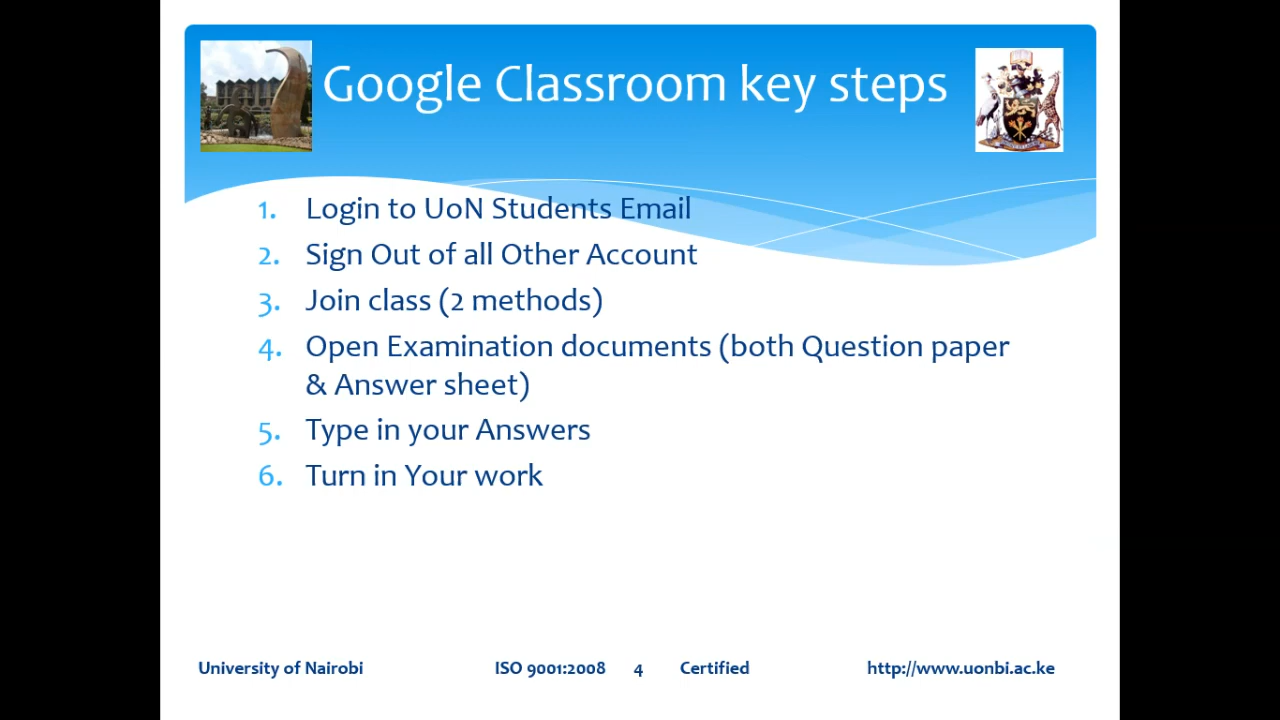 Google Classroom key steps
1. Login to UoN Students Email
2. Sign Out of all Other Account
3. Join class (2 methods)
4. Open Examination documents (both Question paper
& Answer sheet)
5. Type in your Answers
6. Turn in Your work
University of Nairobi ISO 9001:2008 4 Certified http://www.uonbi.ac.ke